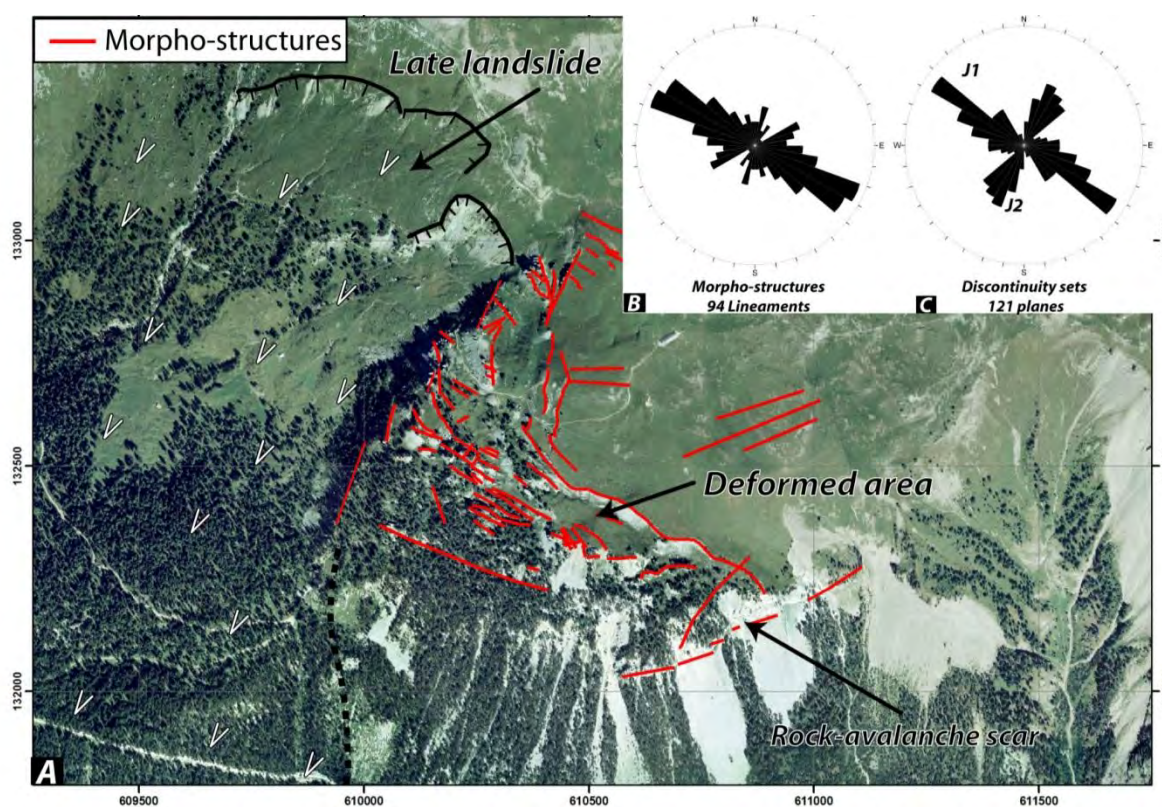 Morpho-structures
Late landslide
Deformed area
Rock-avalanche scar
A
133000
132500
132000
609500
610000
610500
611000
611500
N
E
S
B
Morpho-structures
94 Lineaments
N
W
E
S
J1
J2
C
Discontinuity sets
121 planes